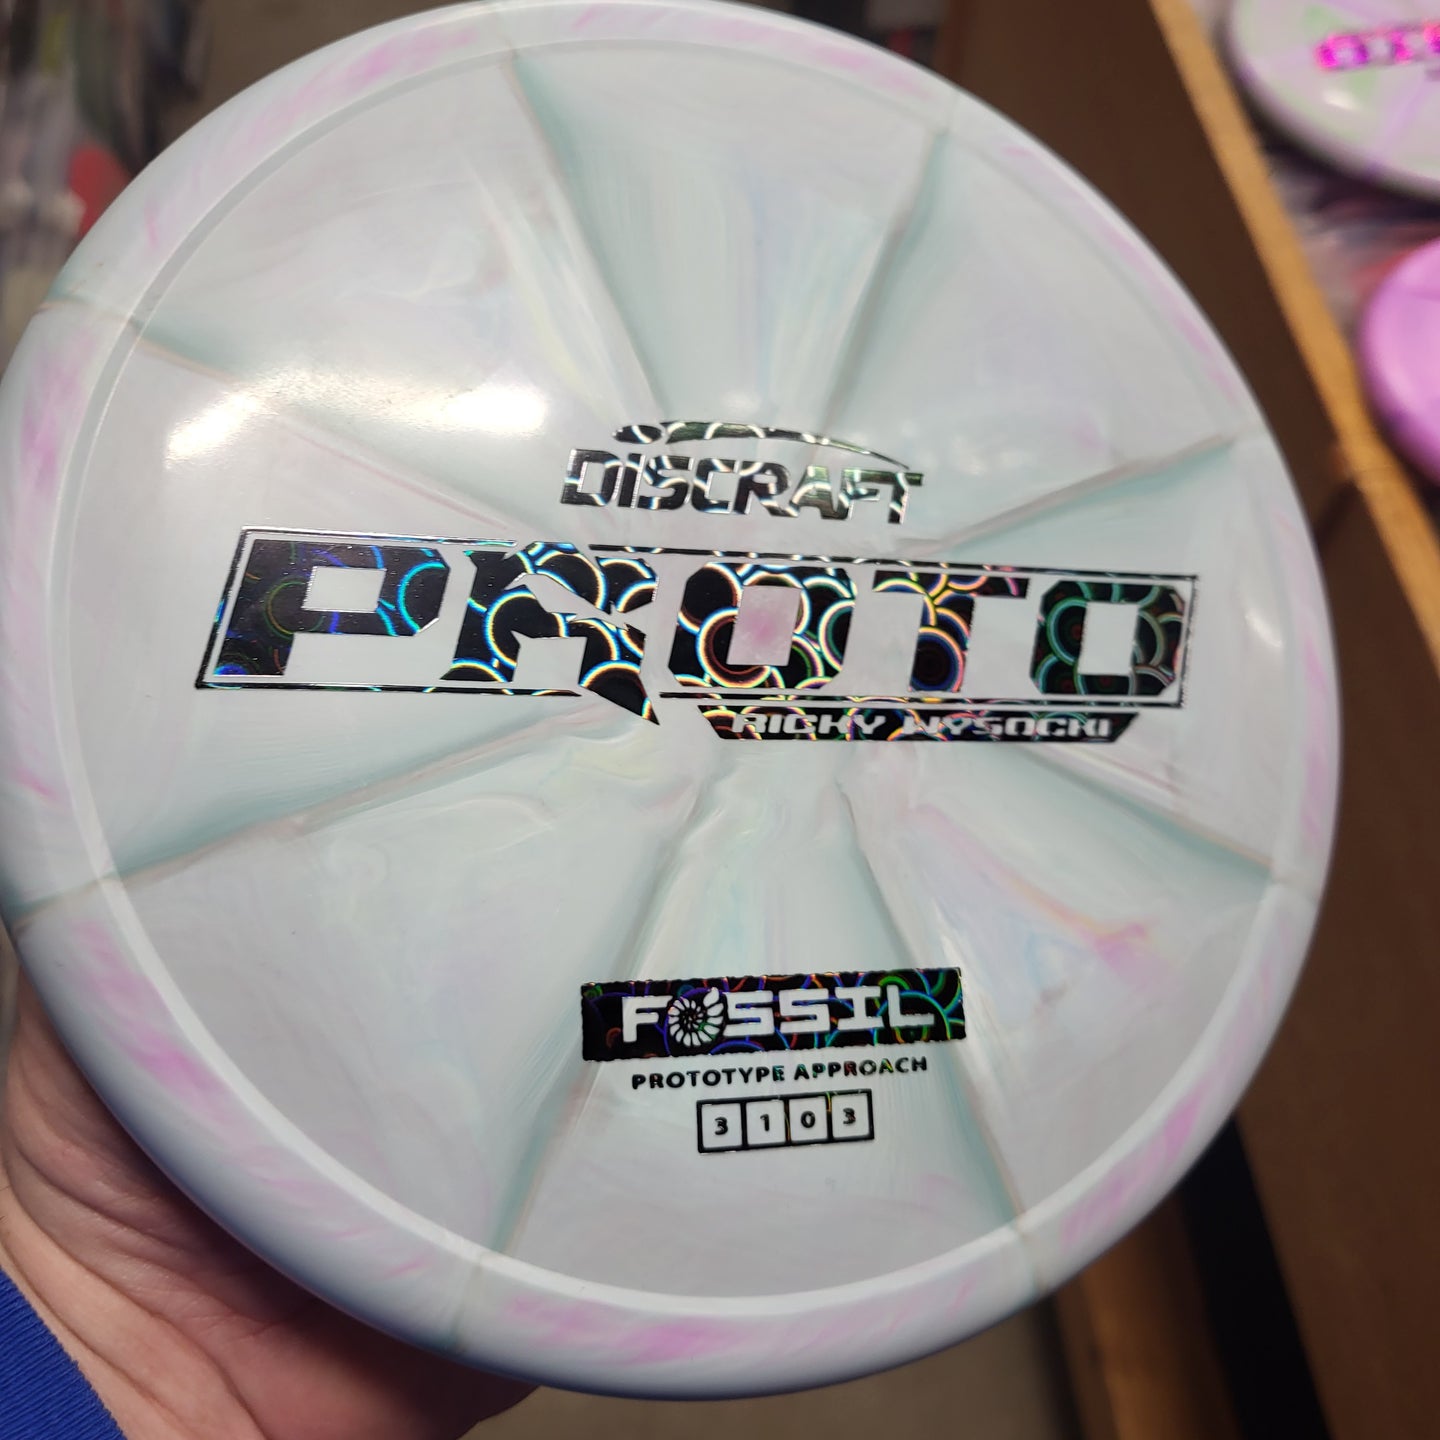 DISCRAFT
PROTO
RICKY WYSOCKI
FOSSIL
PROTOTYPE APPROACH
3 1 0 3